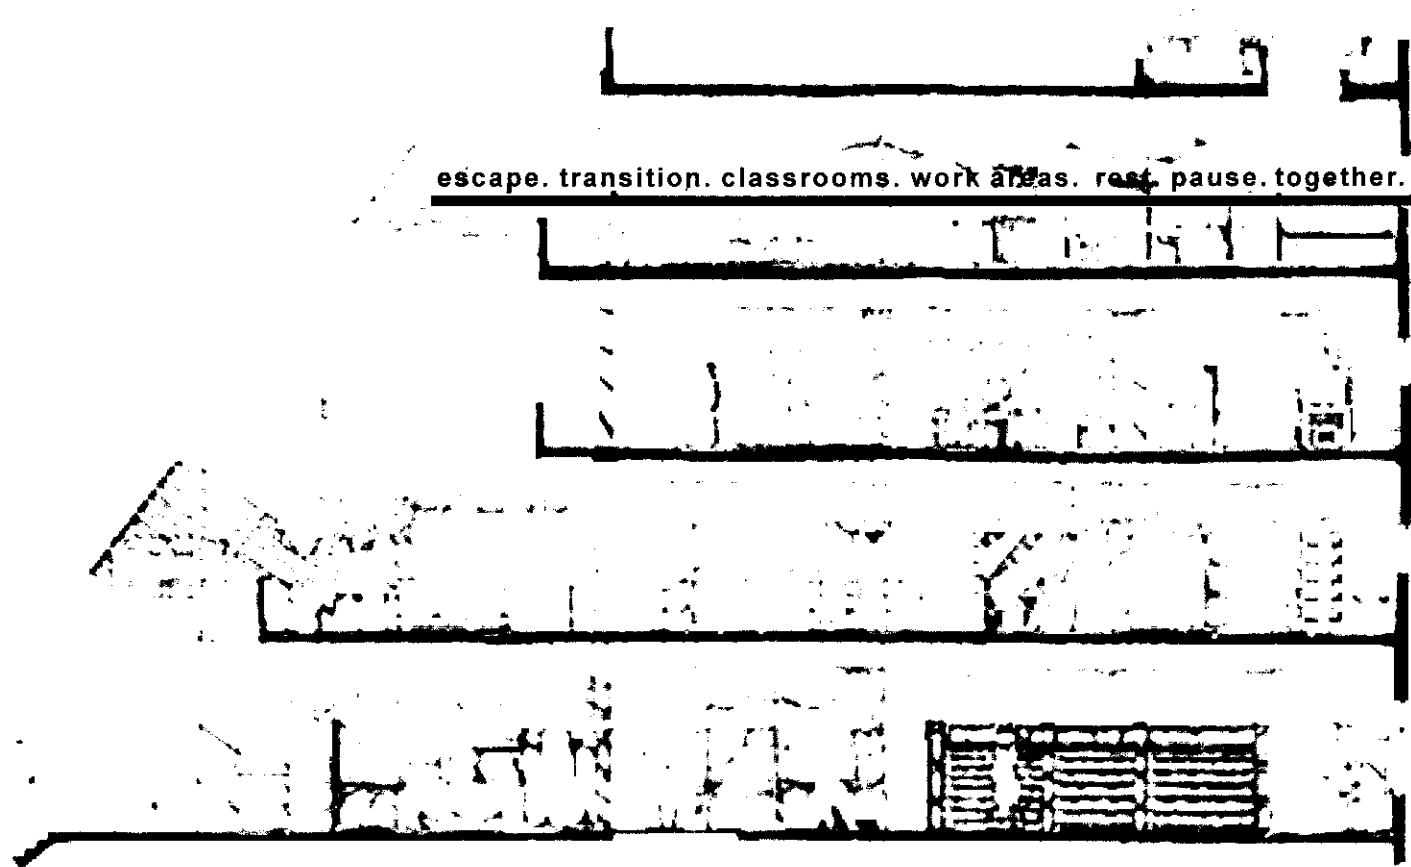 escape. transition. classrooms. work areas. rest. pause. together.